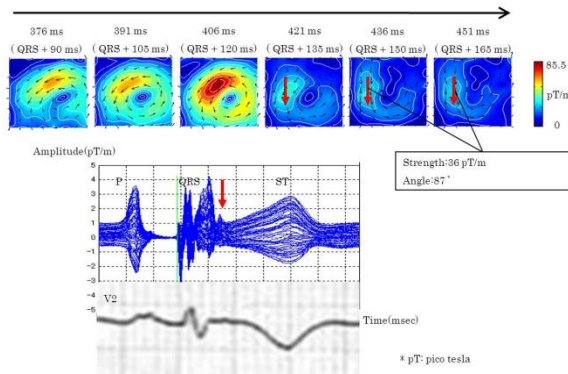 376 ms 391 ms 406 ms 421 ms 436 ms 451 ms
( QRS + 90 ms) ( QRS + 105 ms) ( QRS + 120 ms) ( QRS + 135 ms) ( QRS + 150 ms) ( QRS + 165 ms)
85.5
pT/m
0
Strength:36 pT/m
Angle:87˚
Amplitude(pT/m)
5
4
3
2
1
0
-1
-2
-3
-4
-5
P QRS ST
V2
Time(msec)
* pT: pico tesla